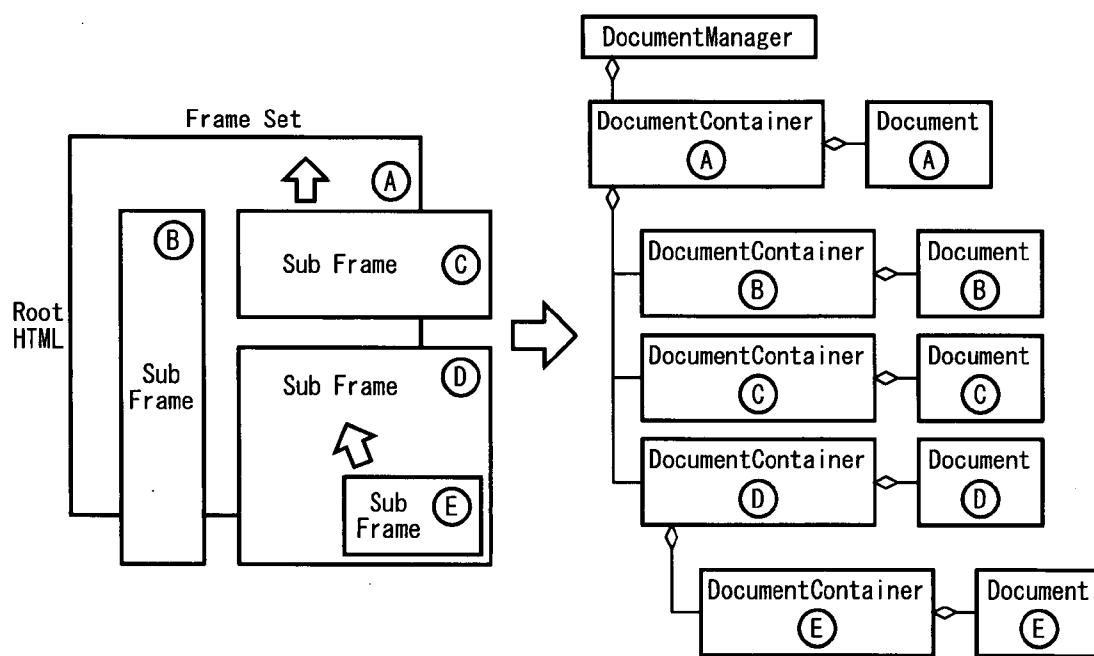 Frame Set
A
B
Sub Frame
C
Root
HTML
Sub
Frame
Sub Frame
D
Sub
Frame
E
DocumentManager
DocumentContainer
A
Document
A
DocumentContainer
B
Document
B
DocumentContainer
C
Document
C
DocumentContainer
D
Document
D
DocumentContainer
E
Document
E